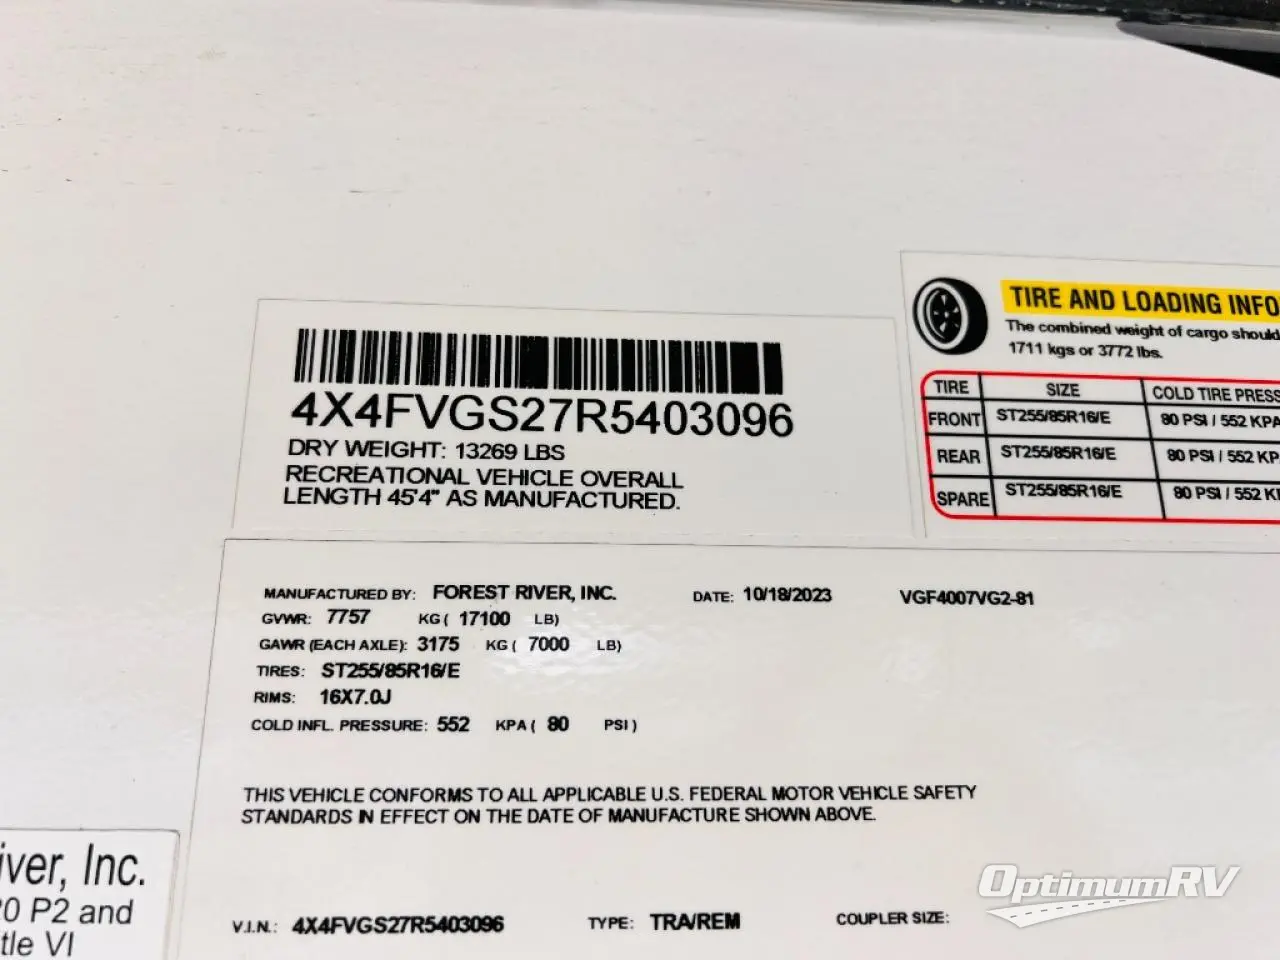 4X4FVGS27R5403096
DRY WEIGHT: 13269 LBS
RECREATIONAL VEHICLE OVERALL
LENGTH 45'4" AS MANUFACTURED.
TIRE AND LOADING INFO
The combined weight of cargo should
1711 kgs or 3772 lbs.
TIRE SIZE COLD TIRE PRESS
FRONT ST255/85R16/E 80 PSI / 552 KPA
REAR ST255/85R16/E 80 PSI / 552 KP
SPARE ST255/85R16/E 80 PSI / 552 K
MANUFACTURED BY: FOREST RIVER, INC. DATE: 10/18/2023 VGF4007VG2-81
GVWR: 7757 KG ( 17100 LB)
GAWR (EACH AXLE): 3175 KG ( 7000 LB)
TIRES: ST255/85R16/E
RIMS: 16X7.0J
COLD INFL. PRESSURE: 552 KPA ( 80 PSI )
THIS VEHICLE CONFORMS TO ALL APPLICABLE U.S. FEDERAL MOTOR VEHICLE SAFETY
STANDARDS IN EFFECT ON THE DATE OF MANUFACTURE SHOWN ABOVE.
V.I.N.: 4X4FVGS27R5403096 TYPE: TRA/REM COUPLER SIZE:
iver, Inc.
20 P2 and
tle VI
OptimumRV